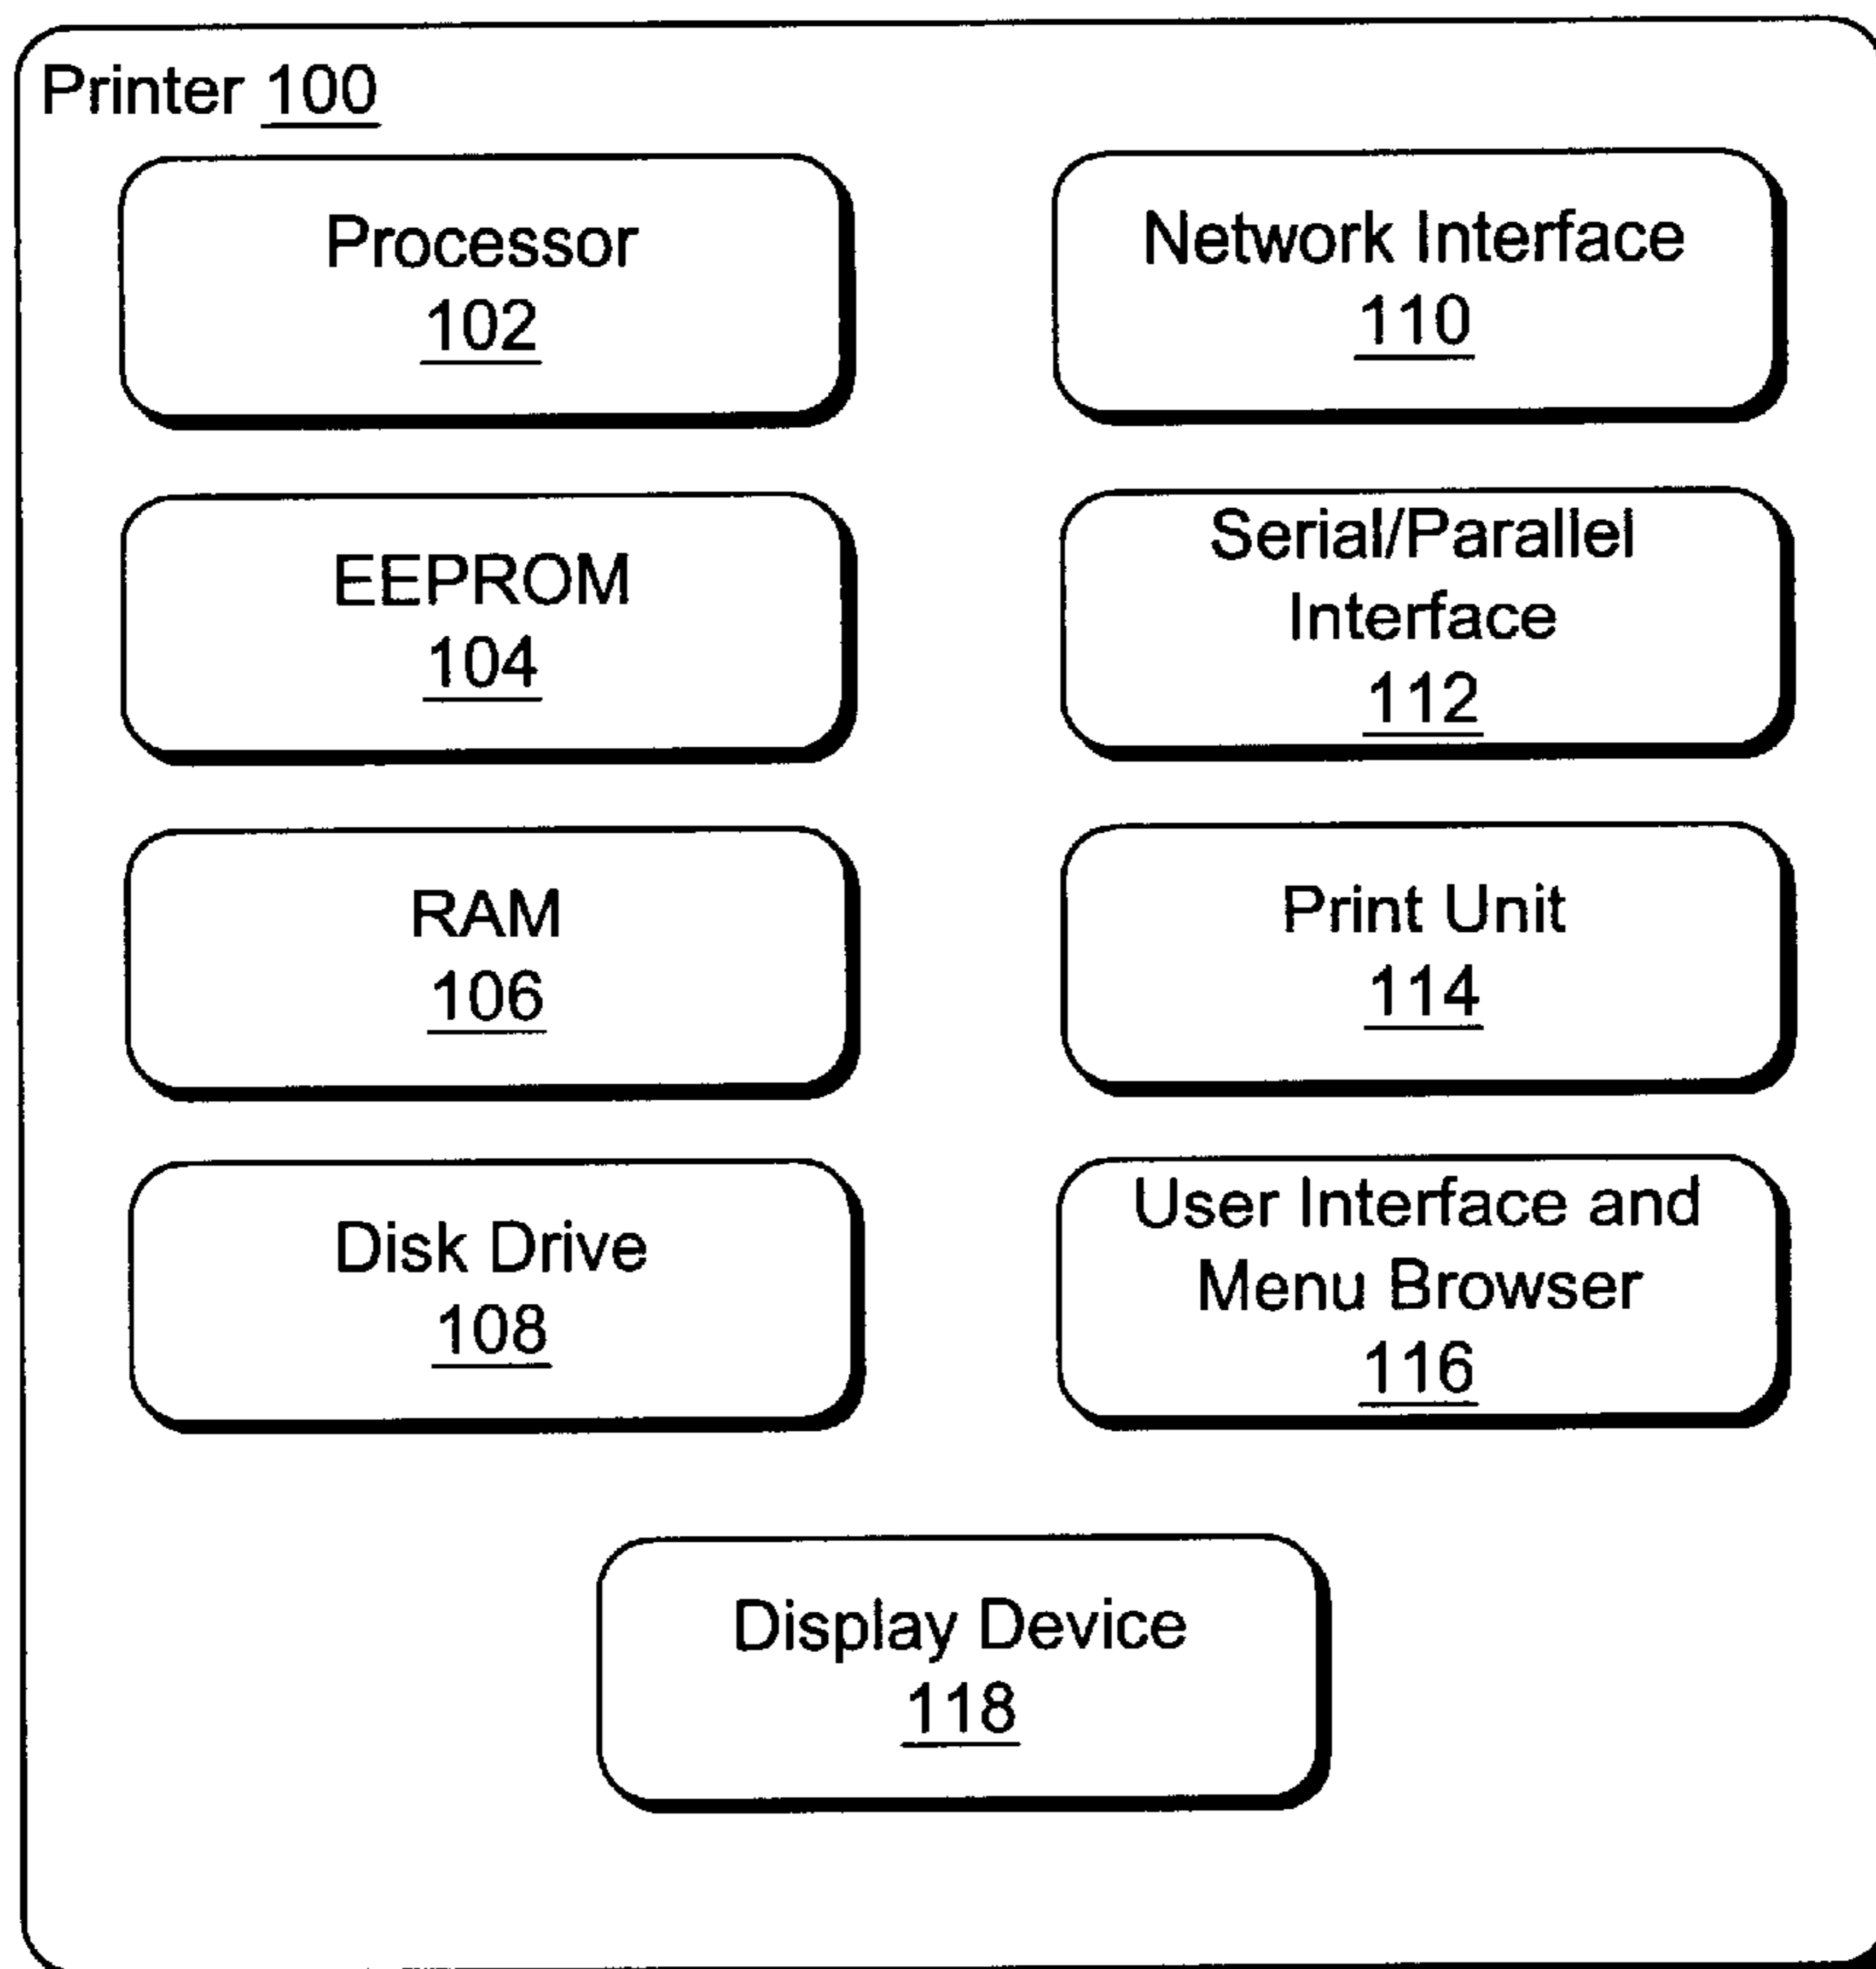 Printer 100
Processor
102
Network Interface
110
EEPROM
104
Serial/Parallel
Interface
112
RAM
106
Print Unit
114
Disk Drive
108
User Interface and
Menu Browser
116
Display Device
118